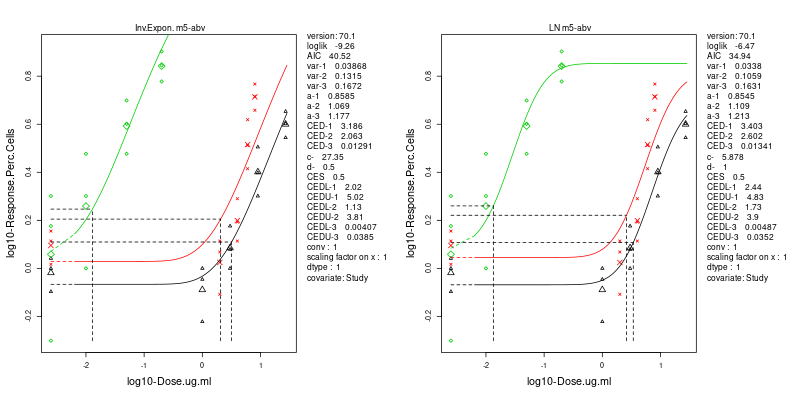 Inv.Expon. m5-abv
log10-Response.Perc.Cells
0.8
0.6
0.4
0.2
0.0
-0.2
-2
-1
0
1
log10-Dose.ug.ml
version: 70.1
loglik -9.26
AIC 40.52
var-1 0.03868
var-2 0.1315
var-3 0.1672
a-1 0.8585
a-2 1.069
a-3 1.177
CED-1 3.186
CED-2 2.063
CED-3 0.01291
c- 27.35
d- 0.5
CES 0.5
CEDL-1 2.02
CEDU-1 5.02
CEDL-2 1.13
CEDU-2 3.81
CEDL-3 0.00407
CEDU-3 0.0385
conv : 1
scaling factor on x : 1
dtype : 1
covariate: Study
LN m5-abv
log10-Response.Perc.Cells
0.8
0.6
0.4
0.2
0.0
-0.2
-2
-1
0
1
log10-Dose.ug.ml
version: 70.1
loglik -6.47
AIC 34.94
var-1 0.0338
var-2 0.1059
var-3 0.1631
a-1 0.8545
a-2 1.109
a-3 1.213
CED-1 3.403
CED-2 2.602
CED-3 0.01341
c- 5.878
d- 1
CES 0.5
CEDL-1 2.44
CEDU-1 4.83
CEDL-2 1.73
CEDU-2 3.9
CEDL-3 0.00487
CEDU-3 0.0352
conv : 1
scaling factor on x : 1
dtype : 1
covariate: Study